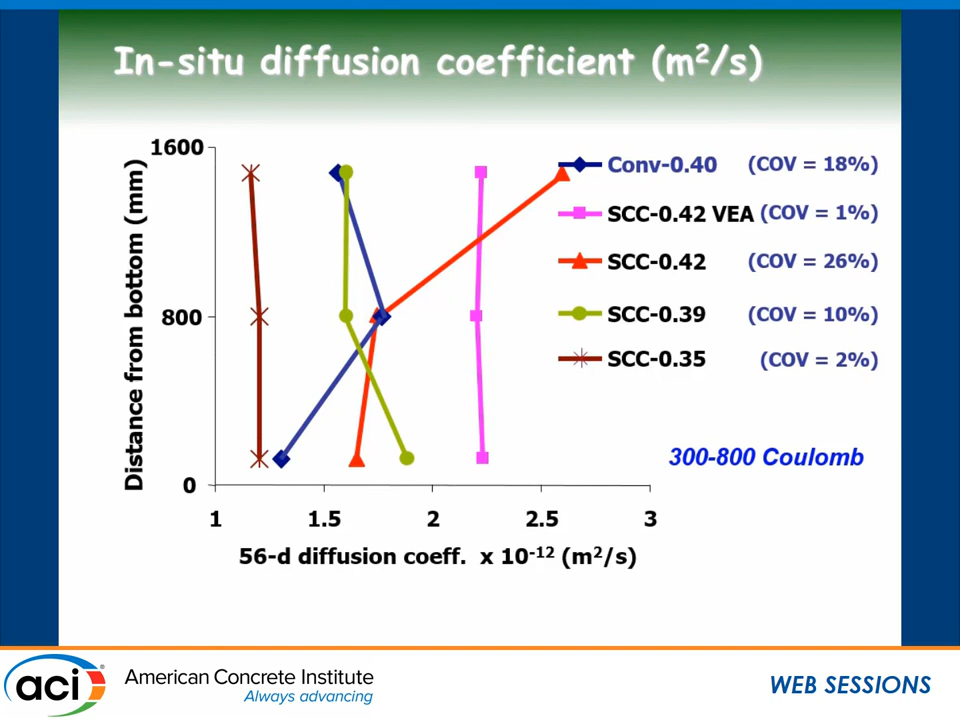 In-situ diffusion coefficient (m²/s)
1600
800
0
Distance from bottom (mm)
1
1.5
2
2.5
3
56-d diffusion coeff. x 10⁻¹² (m²/s)
Conv-0.40 (COV = 18%)
SCC-0.42 VEA (COV = 1%)
SCC-0.42 (COV = 26%)
SCC-0.39 (COV = 10%)
SCC-0.35 (COV = 2%)
300-800 Coulomb
aci®
American Concrete Institute
Always advancing
WEB SESSIONS